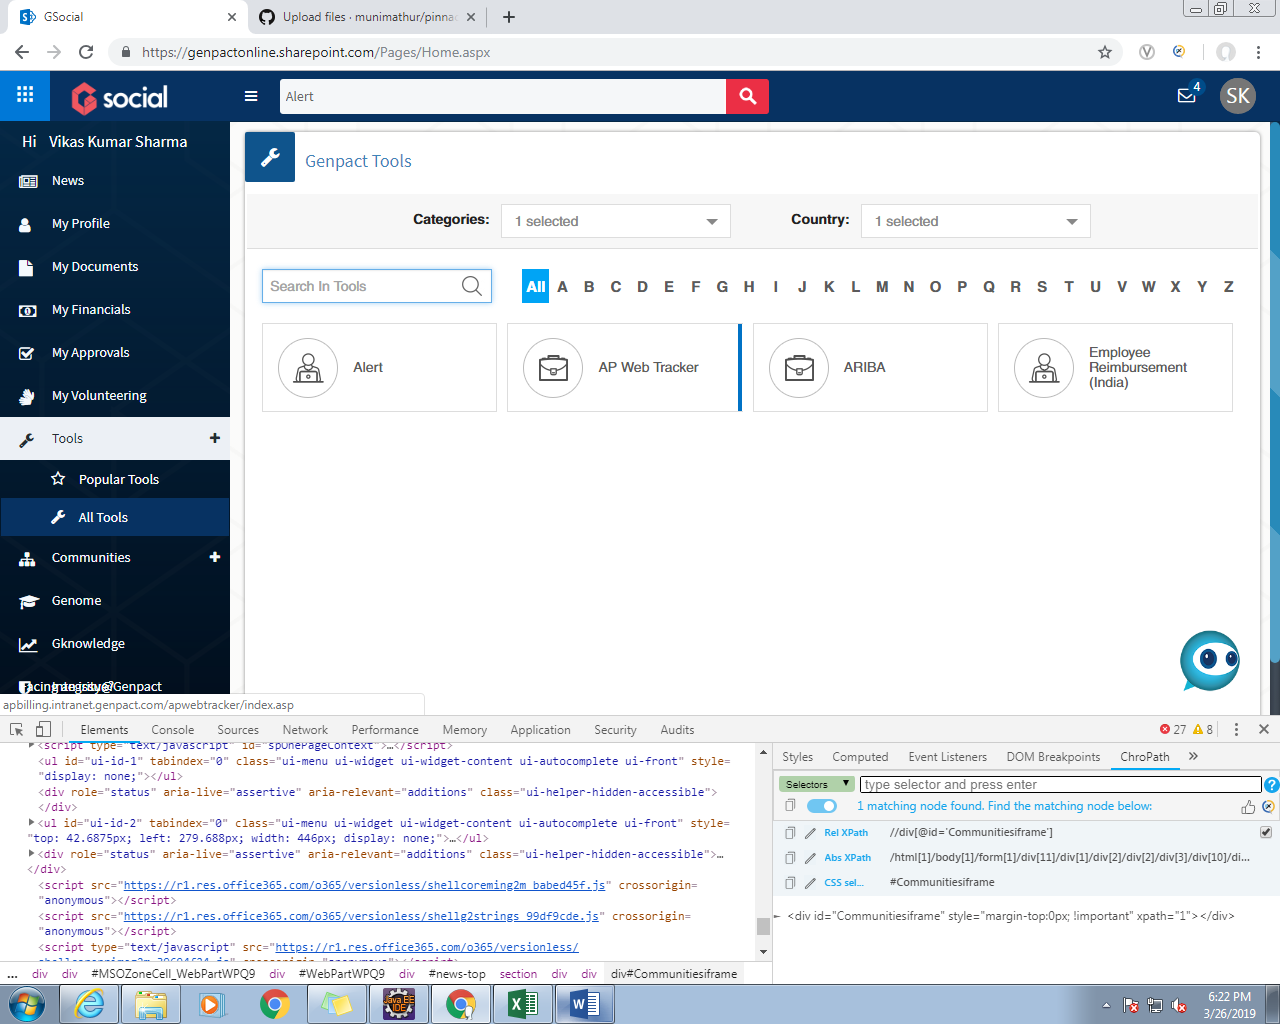 GSocial
Upload files · munimathur/pinnac
https://genpactonline.sharepoint.com/Pages/Home.aspx
social
Alert
4
SK
Hi Vikas Kumar Sharma
News
My Profile
My Documents
My Financials
My Approvals
My Volunteering
Tools
Popular Tools
All Tools
Communities
Genome
Gknowledge
Genpact Tools
Categories: 1 selected
Country: 1 selected
Search In Tools
All A B C D E F G H I J K L M N O P Q R S T U V W X Y Z
Alert
AP Web Tracker
ARIBA
Employee
Reimbursement
(India)
apbilling.intranet.genpact.com/apwebtracker/index.asp
Elements Console Sources Network Performance Memory Application Security Audits
27 8
<script type="text/javascript" id="spOnePageContext">…</script>
<ul id="ui-id-1" tabindex="0" class="ui-menu ui-widget ui-widget-content ui-autocomplete ui-front" style=
"display: none;"></ul>
<div role="status" aria-live="assertive" aria-relevant="additions" class="ui-helper-hidden-accessible">
</div>
<ul id="ui-id-2" tabindex="0" class="ui-menu ui-widget ui-widget-content ui-autocomplete ui-front" style=
"top: 42.6875px; left: 279.688px; width: 446px; display: none;">…</ul>
<div role="status" aria-live="assertive" aria-relevant="additions" class="ui-helper-hidden-accessible">…
</div>
<script src="https://r1.res.office365.com/o365/versionless/shellcoreming2m_babed45f.js" crossorigin=
"anonymous"></script>
<script src="https://r1.res.office365.com/o365/versionless/shellg2strings_99df9cde.js" crossorigin=
"anonymous"></script>
<script type="text/javascript" src="https://r1.res.office365.com/o365/versionless/
... div div #MSOZoneCell_WebPartWPQ9 div #WebPartWPQ9 div #news-top section div div div#Communitiesiframe
Styles Computed Event Listeners DOM Breakpoints ChroPath »
Selectors type selector and press enter
1 matching node found. Find the matching node below:
Rel XPath //div[@id='Communitiesiframe']
Abs XPath /html[1]/body[1]/form[1]/div[11]/div[1]/div[2]/div[2]/div[3]/div[10]/di...
CSS sel... #Communitiesiframe
<div id="Communitiesiframe" style="margin-top:0px; !important" xpath="1"></div>
Java EE
IDE
6:22 PM
3/26/2019